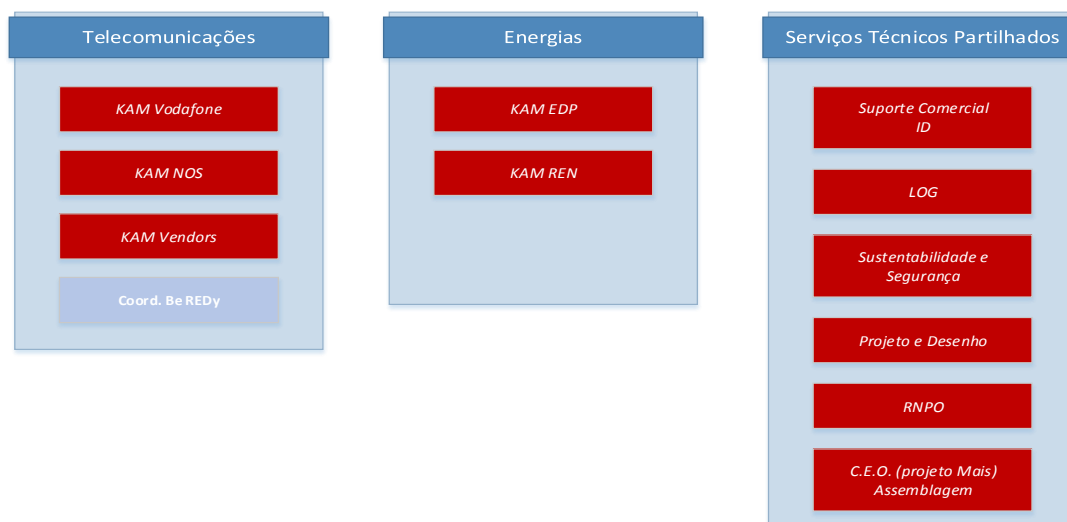 Telecomunicações
KAM Vodafone
KAM NOS
KAM Vendors
Coord. Be REDy
Energias
KAM EDP
KAM REN
Serviços Técnicos Partilhados
Suporte Comercial
ID
LOG
Sustentabilidade e
Segurança
Projeto e Desenho
RNPO
C.E.O. (projeto Mais)
Assemblagem